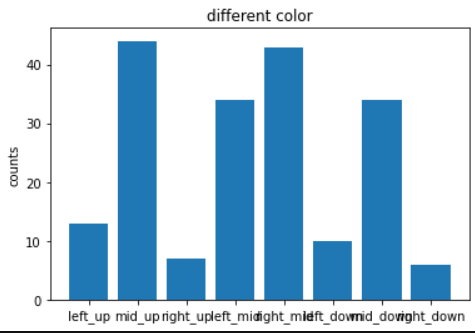 different color
counts
40
30
20
10
0
left_up mid_up right_up left_mid right_mid left_down mid_down right_down